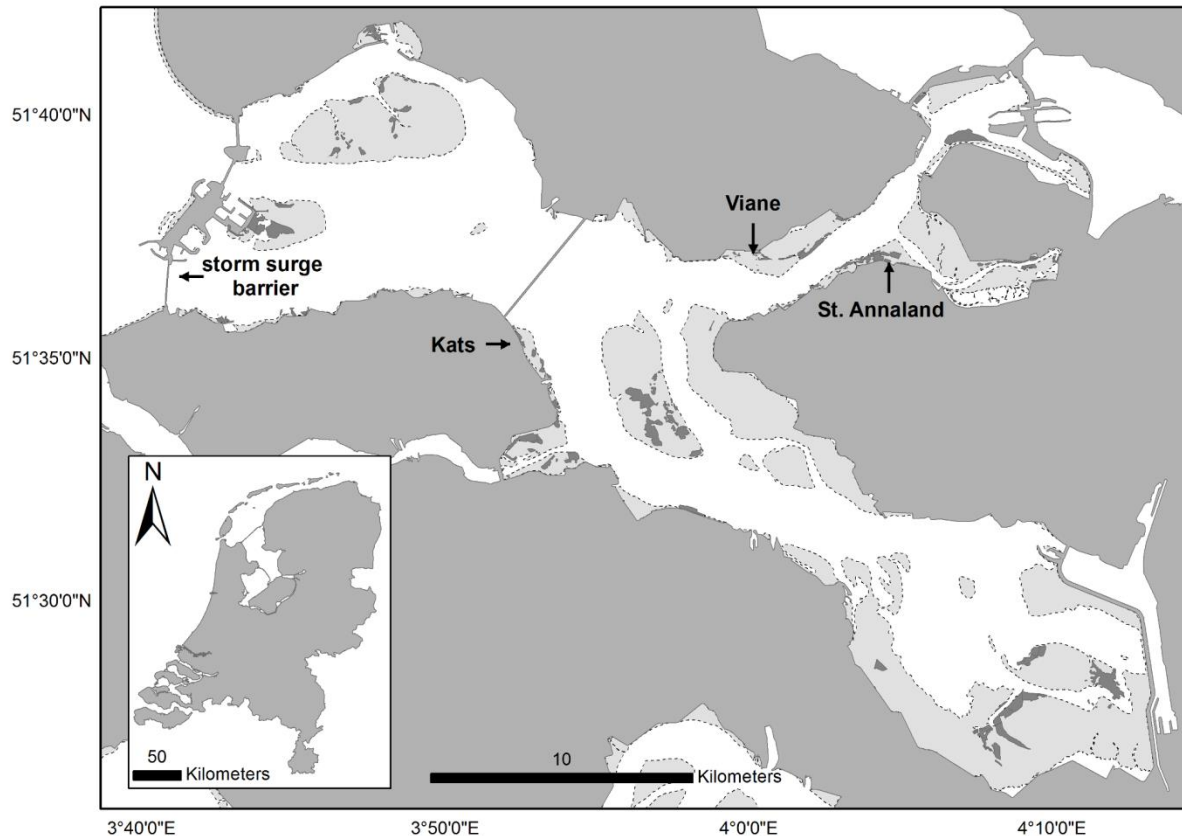 51°40'0"N
Viane
storm surge
barrier
St. Annaland
Kats
51°35'0"N
N
51°30'0"N
50
Kilometers
10
Kilometers
3°40'0"E
3°50'0"E
4°0'0"E
4°10'0"E